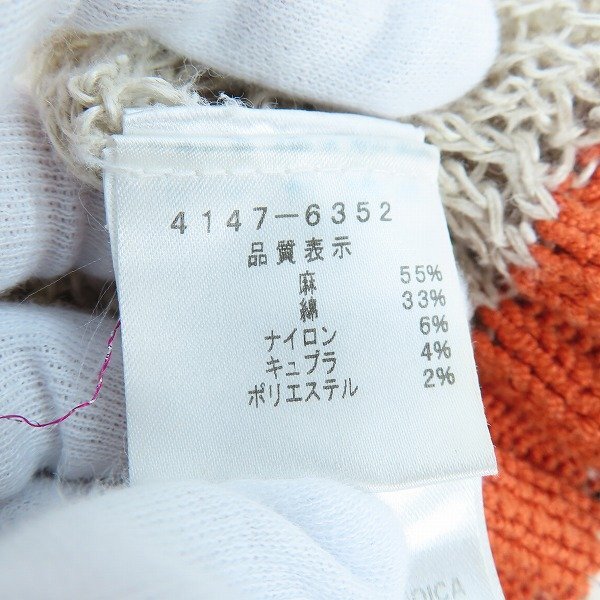 4147-6352
品質表示
麻 55%
綿 33%
ナイロン 6%
キュプラ 4%
ポリエステル 2%